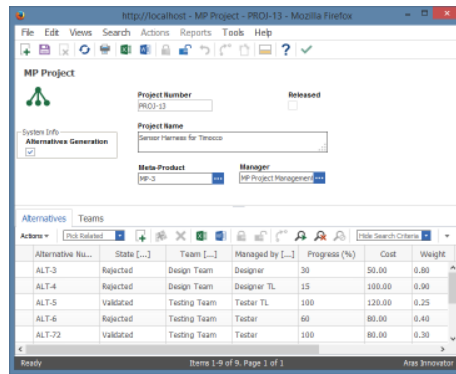 http://localhost - MP Project - PROJ-13 - Mozilla Firefox
File Edit Views Search Actions Reports Tools Help
MP Project
Project Number Released
PROJ-13
System Info
Alternatives Generation
Project Name
Sensor Harness for Tinocco
Meta-Product Manager
MP-3 MP Project Management
Alternatives Teams
Actions Pick Related Hide Search Criteria
Alternative Nu... State [...] Team [...] Managed by [...] Progress (%) Cost Weight
ALT-3 Rejected Design Team Designer 30 50.00 0.80
ALT-4 Rejected Design Team Designer TL 15 100.00 0.90
ALT-5 Validated Testing Team Tester TL 100 120.00 0.25
ALT-6 Rejected Testing Team Tester 60 80.00 0.40
ALT-72 Validated Testing Team Tester 100 80.00 0.30
Ready Items 1-9 of 9. Page 1 of 1 Aras Innovator